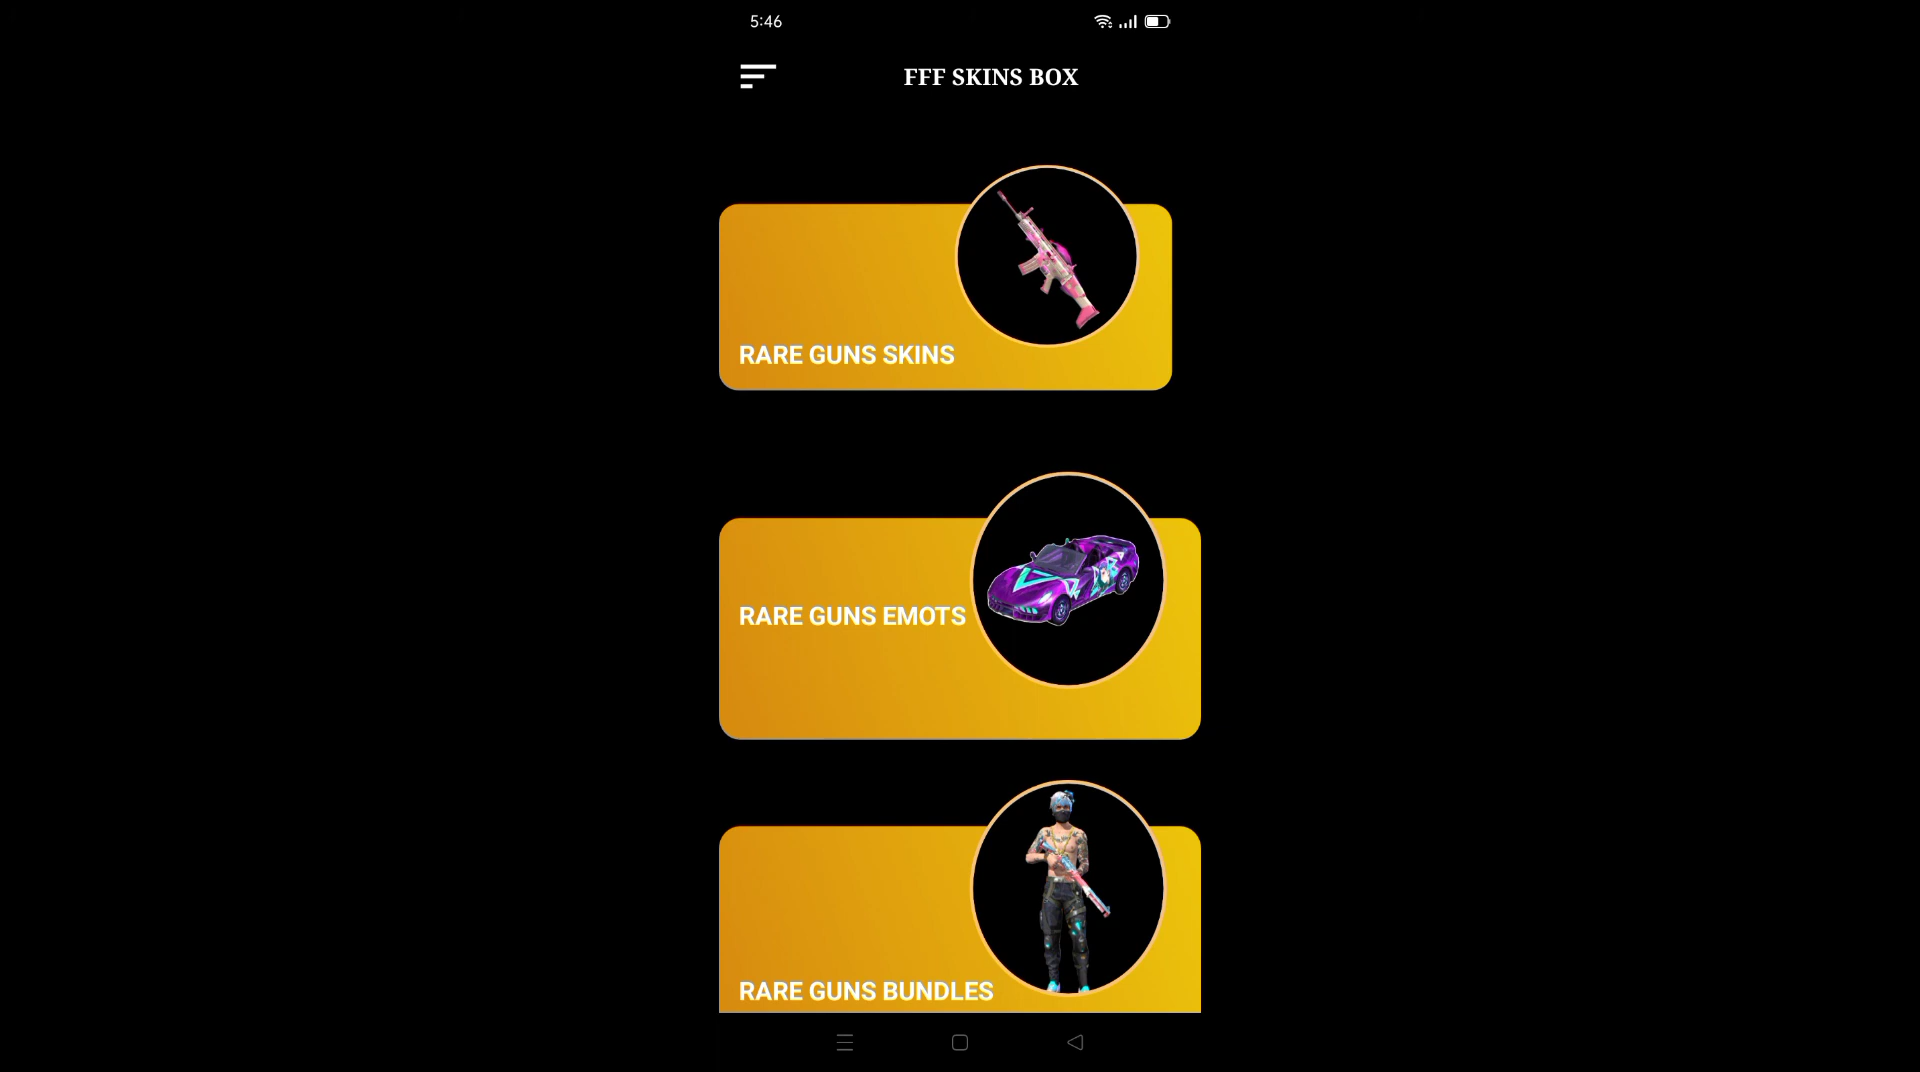 5:46
FFF SKINS BOX
RARE GUNS SKINS
RARE GUNS EMOTS
RARE GUNS BUNDLES